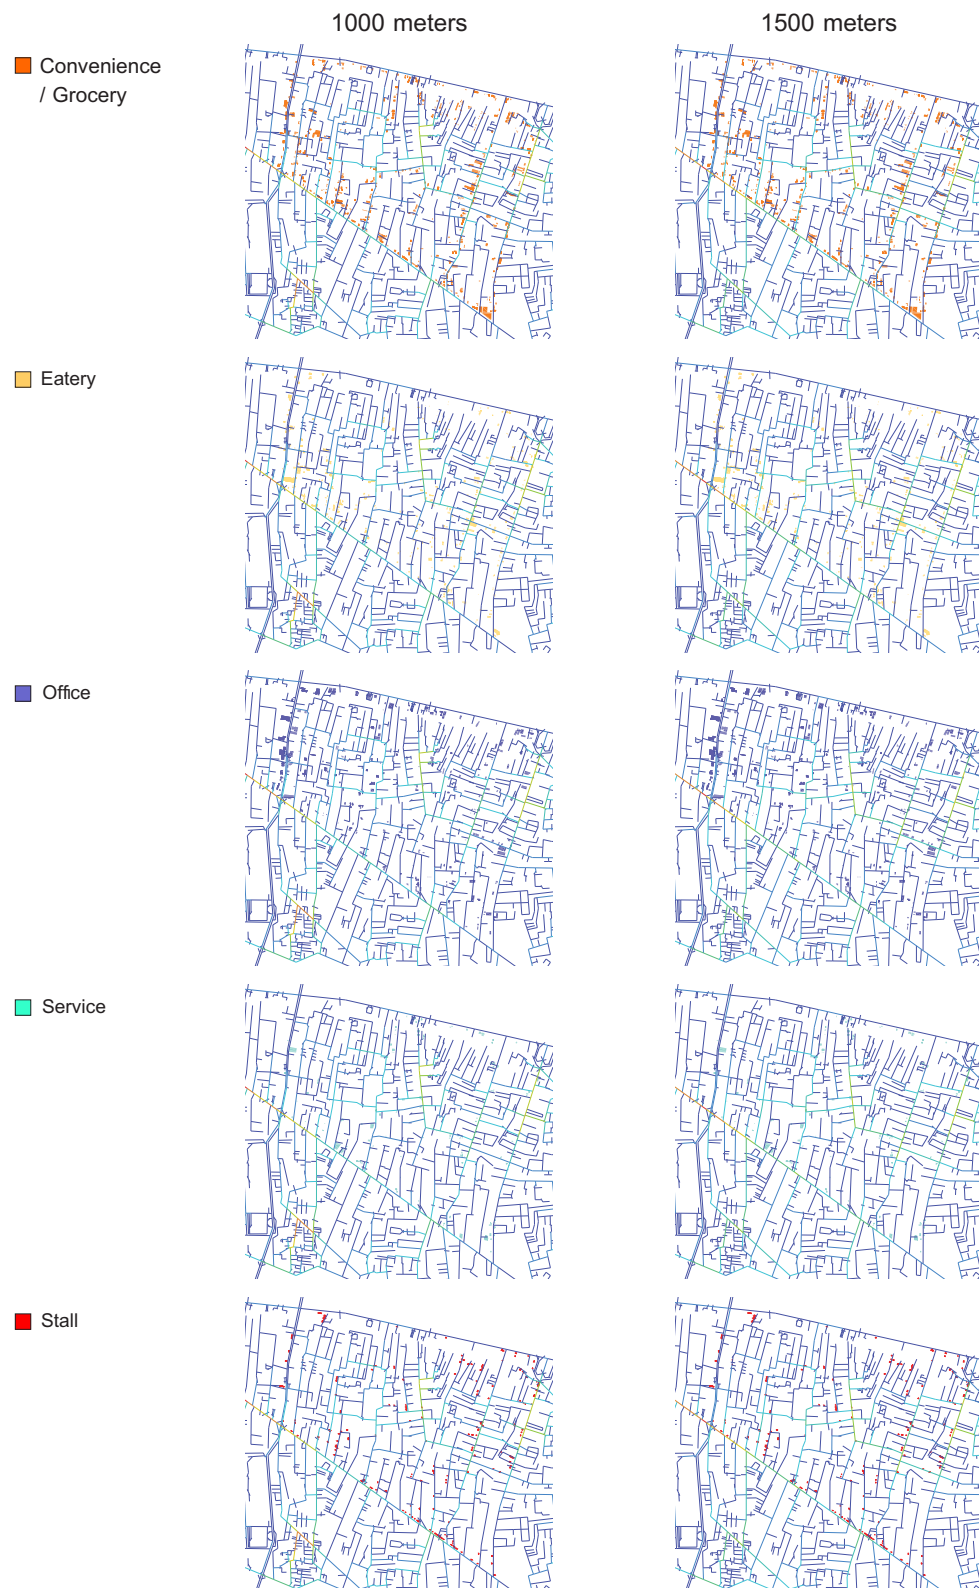 1000 meters
1500 meters
Convenience
/ Grocery
Eatery
Office
Service
Stall